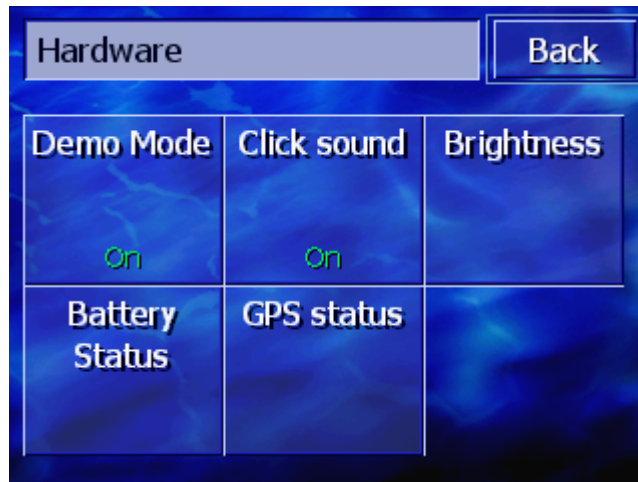 Hardware
Back
Demo Mode
On
Click sound
On
Brightness
Battery
Status
GPS status